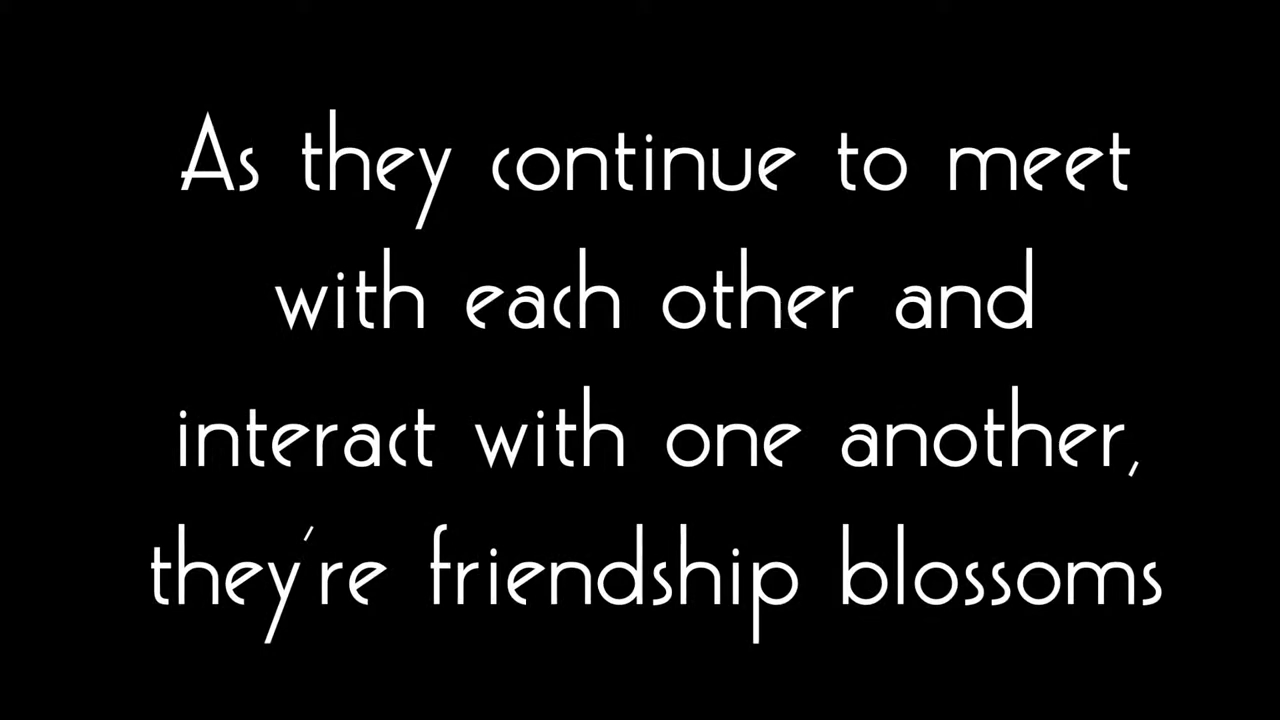 As they continue to meet
with each other and
interact with one another,
they're friendship blossoms